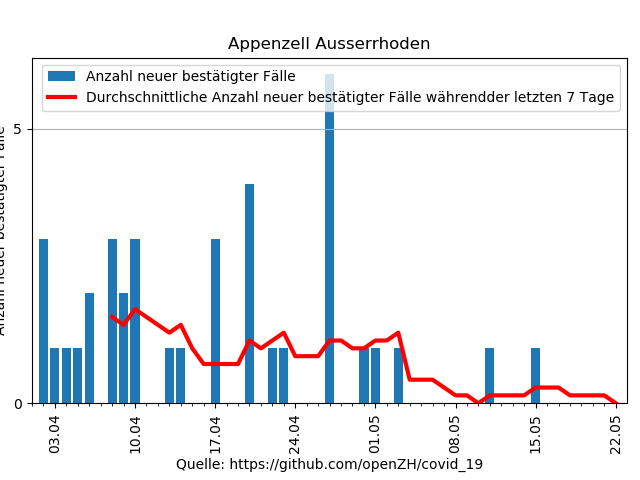 Appenzell Ausserrhoden
Anzahl neuer bestätigter Fälle
Durchschnittliche Anzahl neuer bestätigter Fälle währendder letzten 7 Tage
Anzahl neuer bestätigter Fälle
5
0
03.04
10.04
17.04
24.04
01.05
08.05
15.05
22.05
Quelle: https://github.com/openZH/covid_19